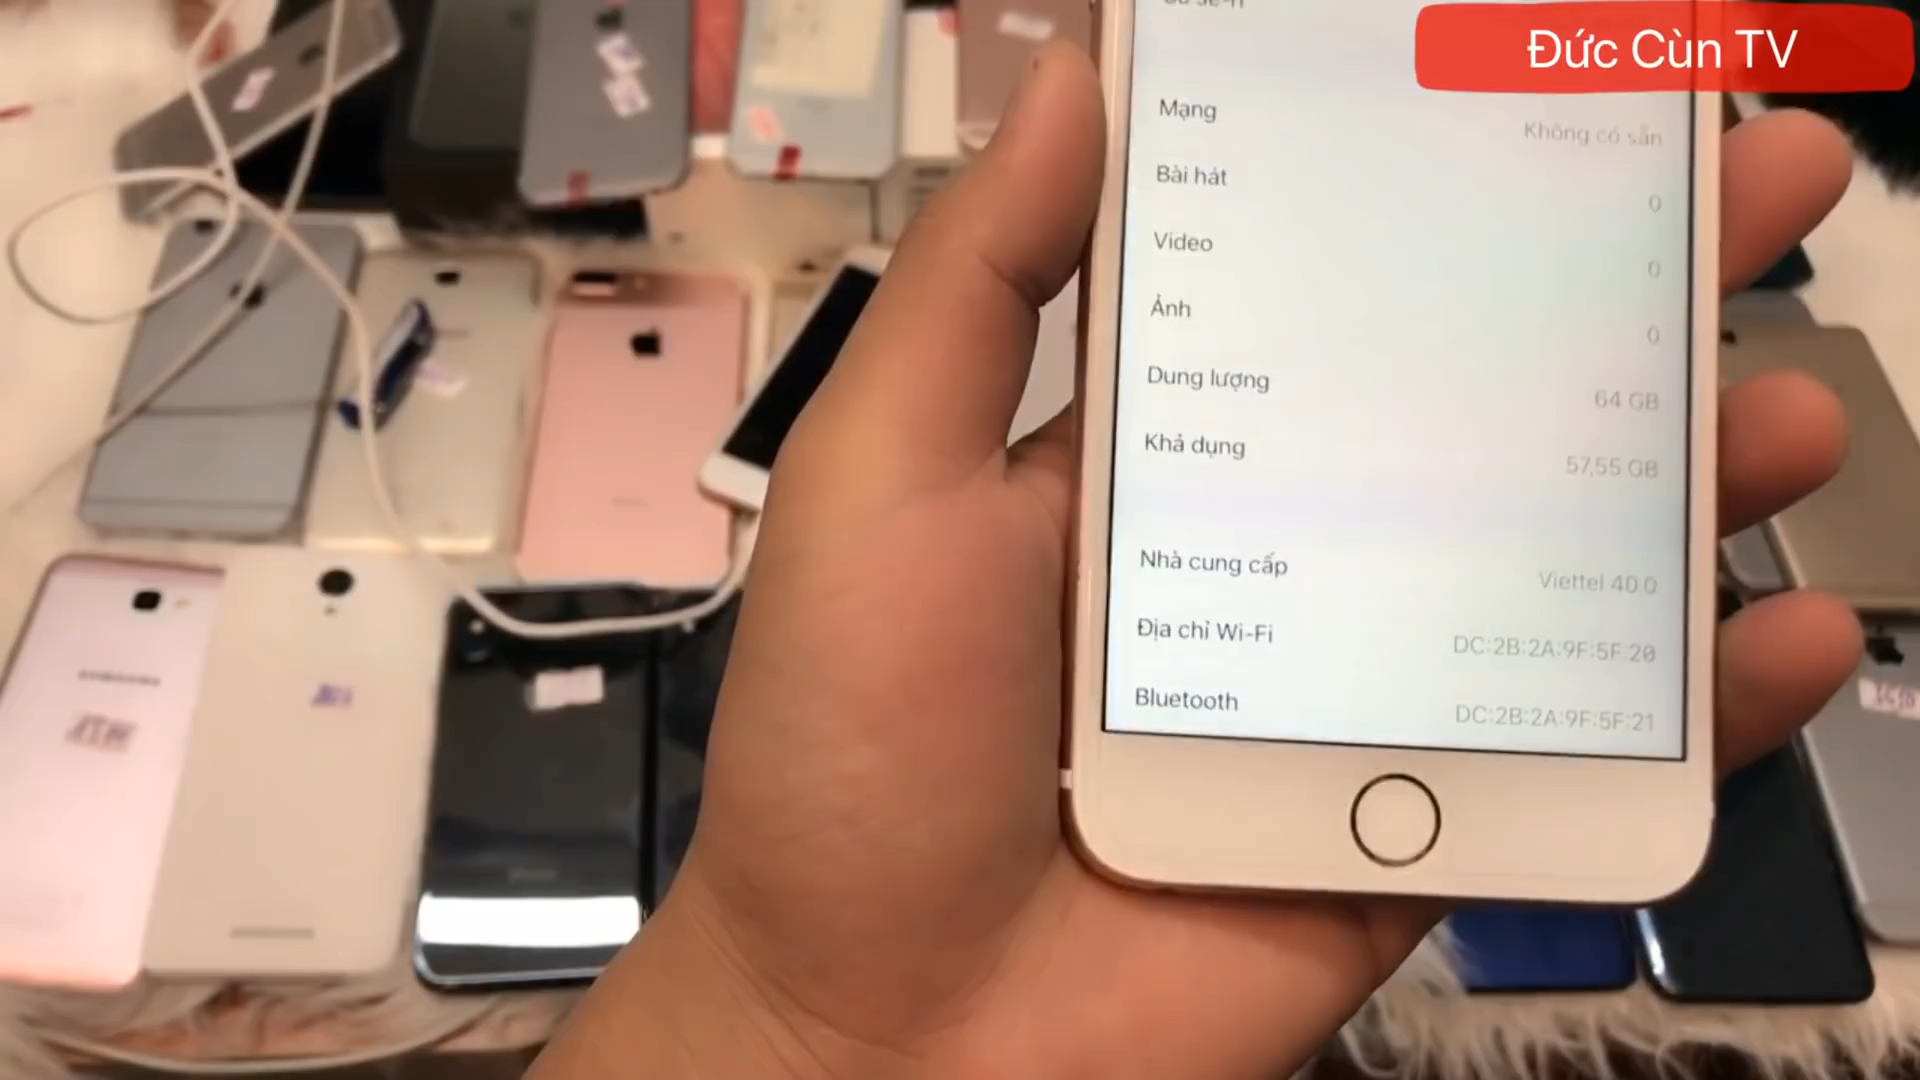 Đức Cùn TV
Mạng
Không có sẵn
Bài hát
0
Video
0
Ảnh
0
Dung lượng
64 GB
Khả dụng
57,55 GB
Nhà cung cấp
Viettel 40.0
Địa chỉ Wi-Fi
DC:2B:2A:9F:5F:20
Bluetooth
DC:2B:2A:9F:5F:21
SAMSUNG